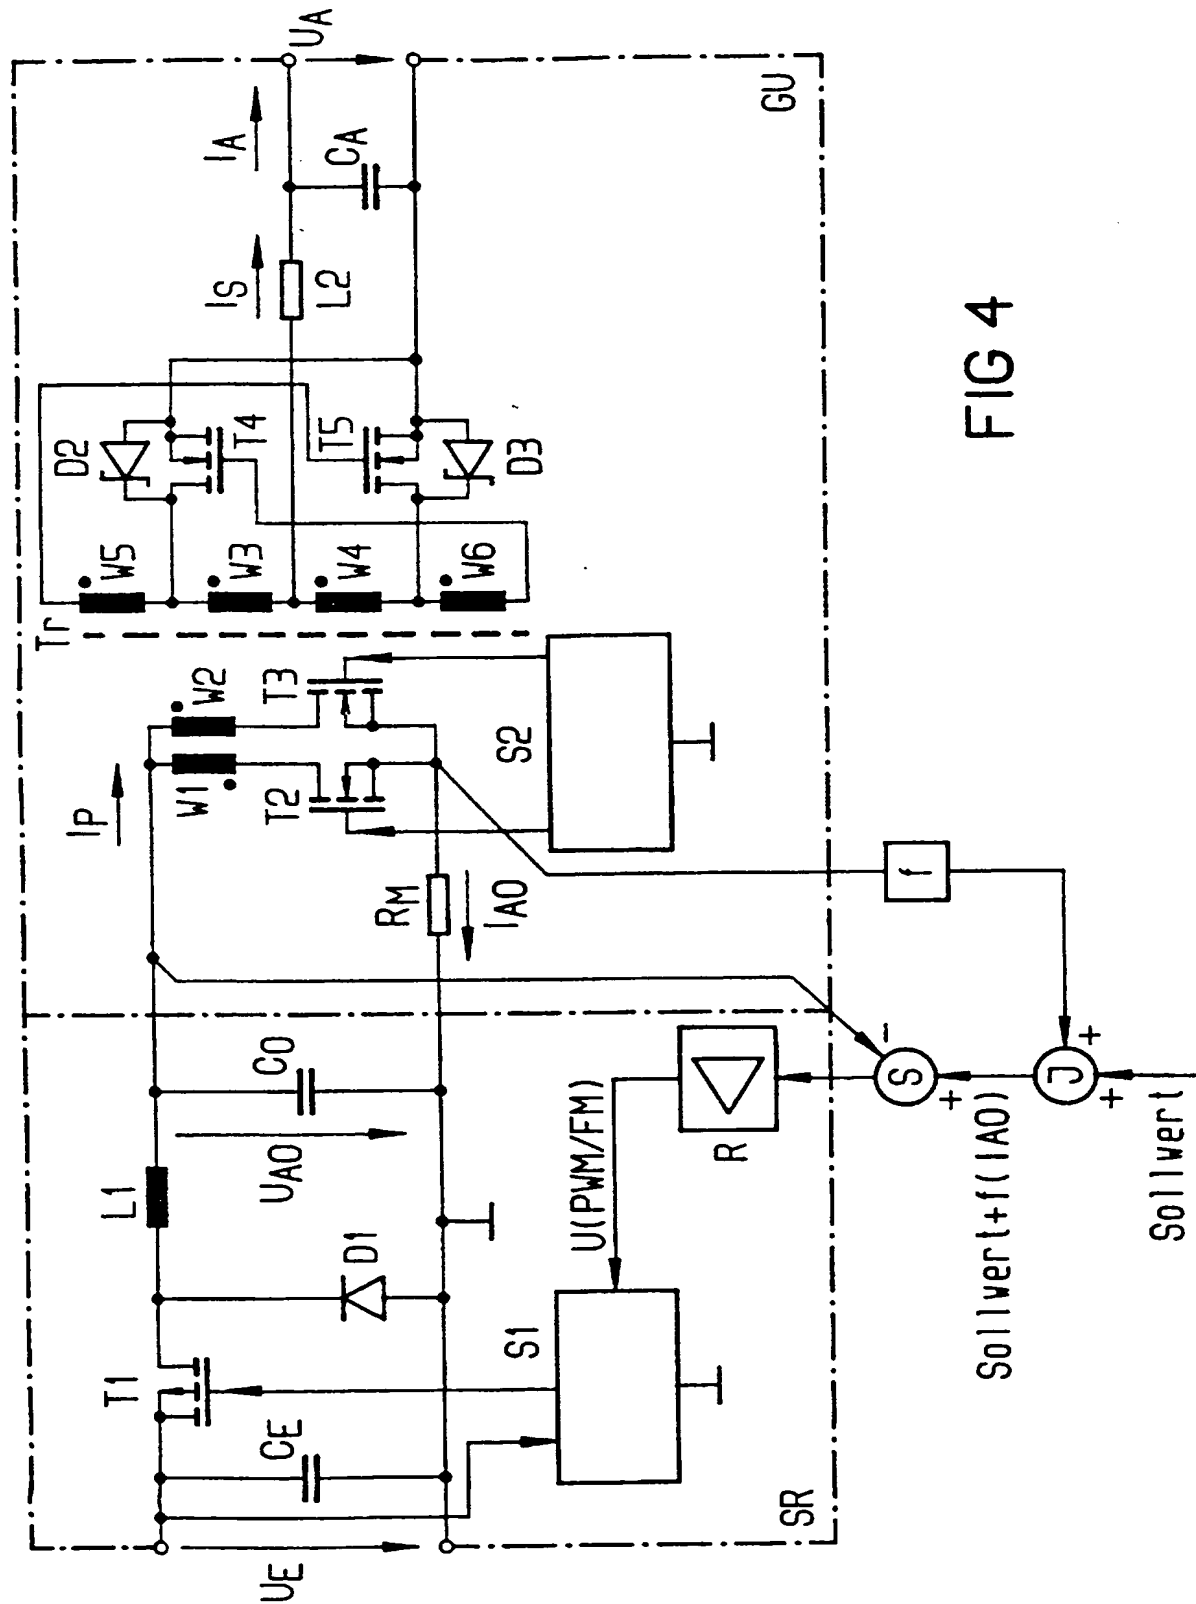 Tr
W5
D2
IA
UA
IP
W2
W3
T4
IS
CA
W1
T3
W4
T5
L2
T2
W6
D3
GU
L1
CO
RM
S2
T1
UAO
IAO
CE
D1
UE
S1
U(PWM/FM)
R
SR
S
-
+
f
Sollwert+f(IAO)
J
+
+
Sollwert
FIG 4